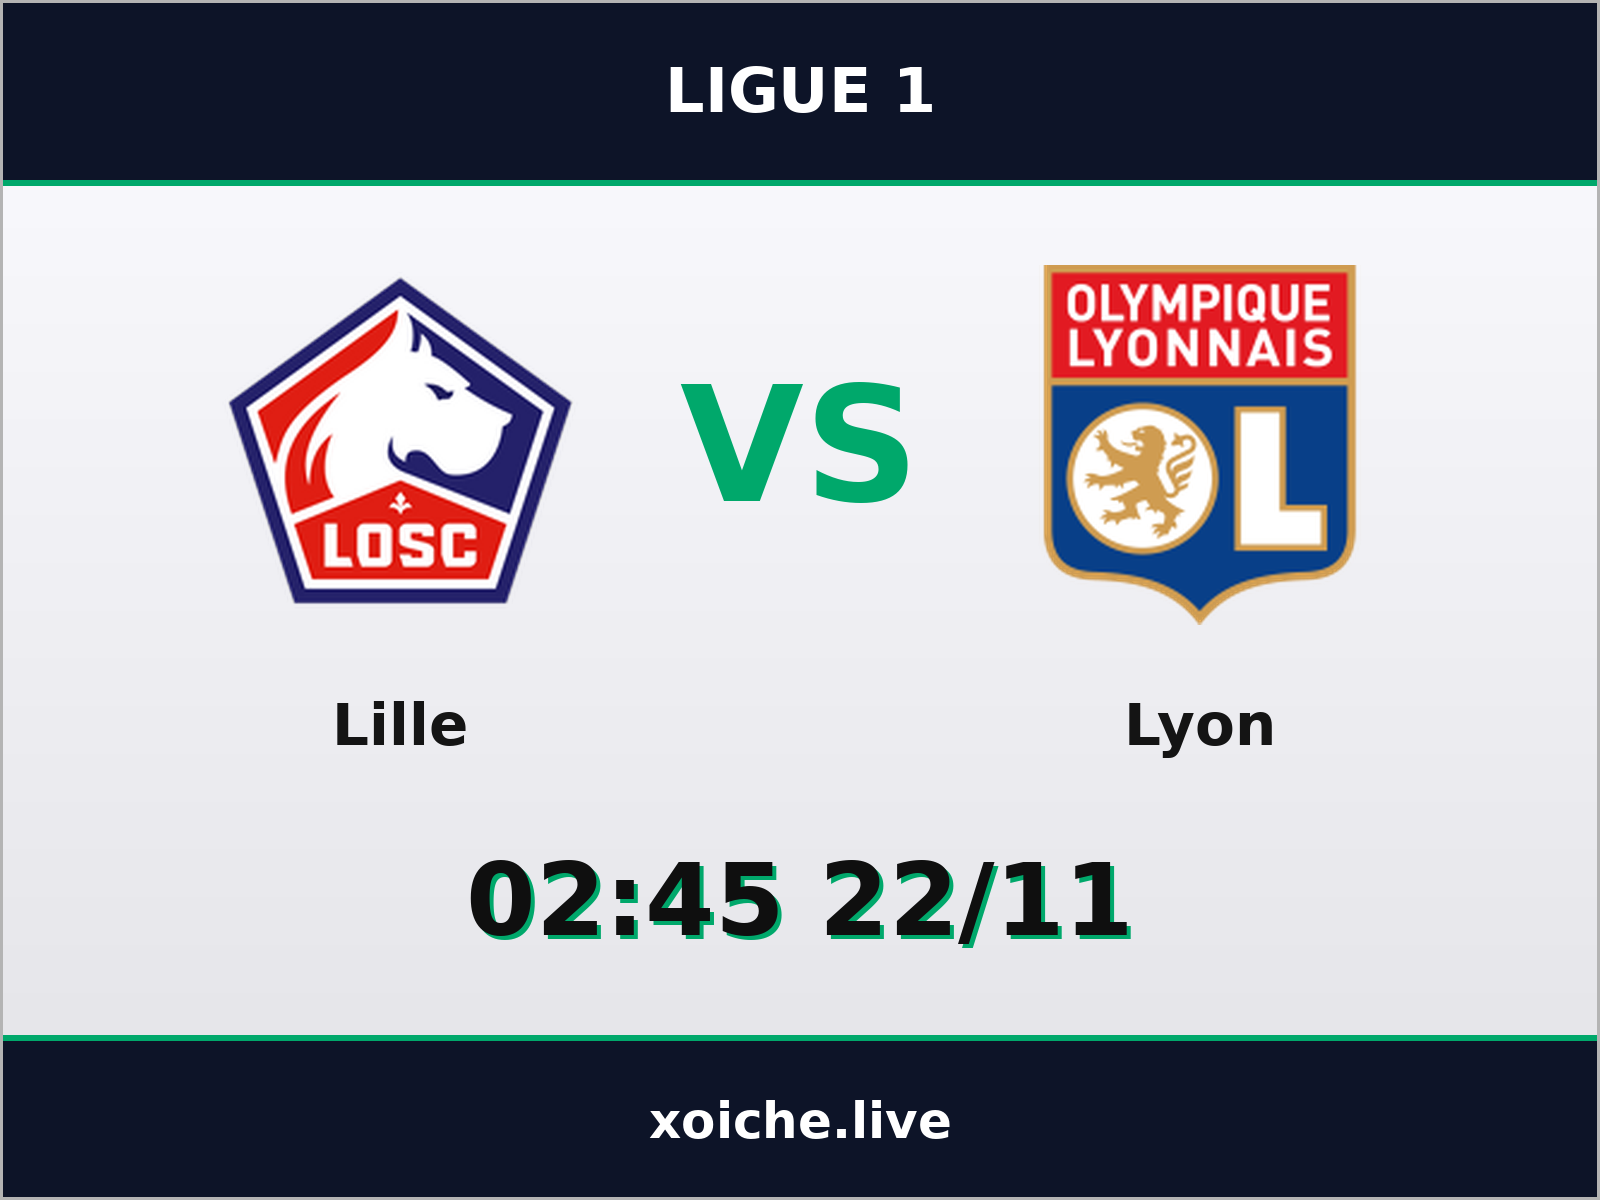 LIGUE 1
OLYMPIQUE
LYONNAIS
VS
L
LOSC
Lille
Lyon
02:45 22/11
xoiche.live